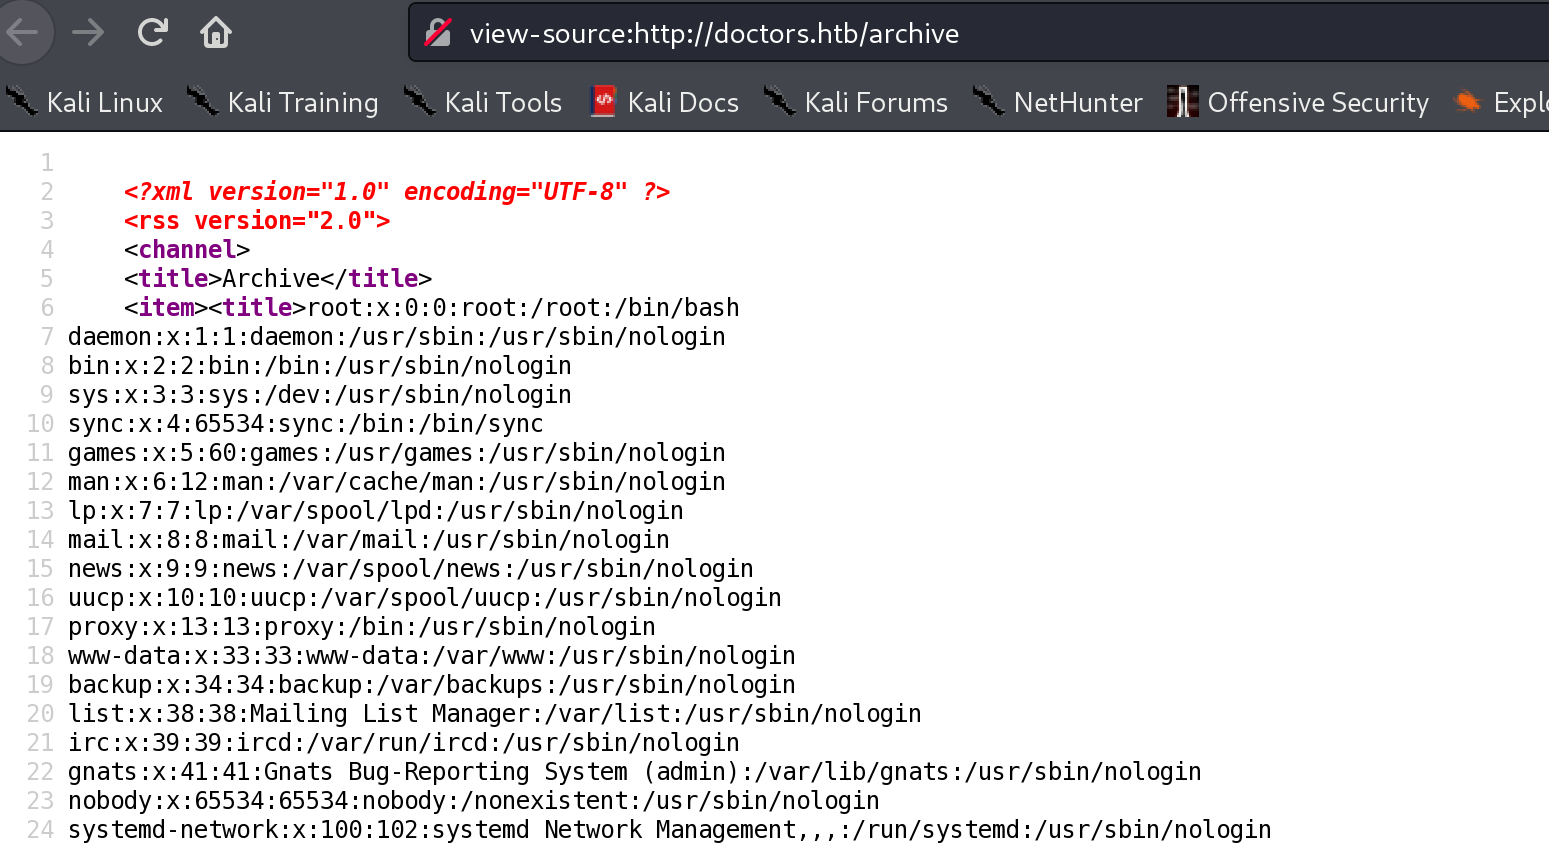 view-source:http://doctors.htb/archive
Kali Linux Kali Training Kali Tools Kali Docs Kali Forums NetHunter Offensive Security Explo
1
2 <?xml version="1.0" encoding="UTF-8" ?>
3 <rss version="2.0">
4 <channel>
5 <title>Archive</title>
6 <item><title>root:x:0:0:root:/root:/bin/bash
7 daemon:x:1:1:daemon:/usr/sbin:/usr/sbin/nologin
8 bin:x:2:2:bin:/bin:/usr/sbin/nologin
9 sys:x:3:3:sys:/dev:/usr/sbin/nologin
10 sync:x:4:65534:sync:/bin:/bin/sync
11 games:x:5:60:games:/usr/games:/usr/sbin/nologin
12 man:x:6:12:man:/var/cache/man:/usr/sbin/nologin
13 lp:x:7:7:lp:/var/spool/lpd:/usr/sbin/nologin
14 mail:x:8:8:mail:/var/mail:/usr/sbin/nologin
15 news:x:9:9:news:/var/spool/news:/usr/sbin/nologin
16 uucp:x:10:10:uucp:/var/spool/uucp:/usr/sbin/nologin
17 proxy:x:13:13:proxy:/bin:/usr/sbin/nologin
18 www-data:x:33:33:www-data:/var/www:/usr/sbin/nologin
19 backup:x:34:34:backup:/var/backups:/usr/sbin/nologin
20 list:x:38:38:Mailing List Manager:/var/list:/usr/sbin/nologin
21 irc:x:39:39:ircd:/var/run/ircd:/usr/sbin/nologin
22 gnats:x:41:41:Gnats Bug-Reporting System (admin):/var/lib/gnats:/usr/sbin/nologin
23 nobody:x:65534:65534:nobody:/nonexistent:/usr/sbin/nologin
24 systemd-network:x:100:102:systemd Network Management,,,:/run/systemd:/usr/sbin/nologin